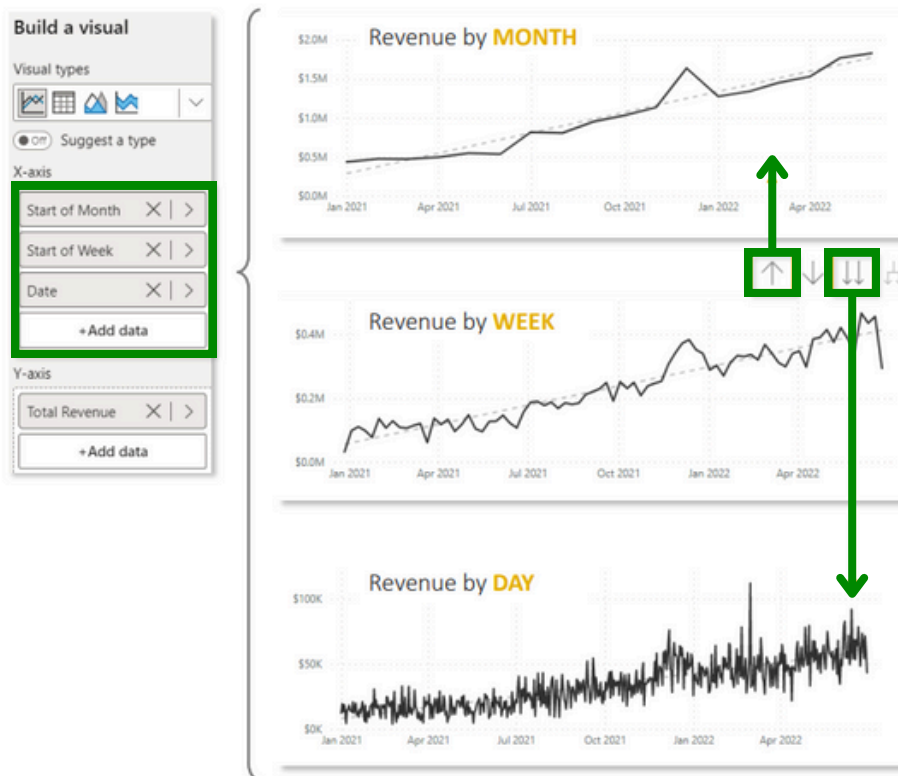 Build a visual
Visual types
Off Suggest a type
X-axis
Start of Month
Start of Week
Date
+Add data
Y-axis
Total Revenue
+Add data
Revenue by MONTH
$2.0M
$1.5M
$1.0M
$0.5M
$0.0M
Jan 2021 Apr 2021 Jul 2021 Oct 2021 Jan 2022 Apr 2022
Revenue by WEEK
$0.4M
$0.2M
$0.0M
Jan 2021 Apr 2021 Jul 2021 Oct 2021 Jan 2022 Apr 2022
Revenue by DAY
$100K
$50K
$0K
Jan 2021 Apr 2021 Jul 2021 Oct 2021 Jan 2022 Apr 2022